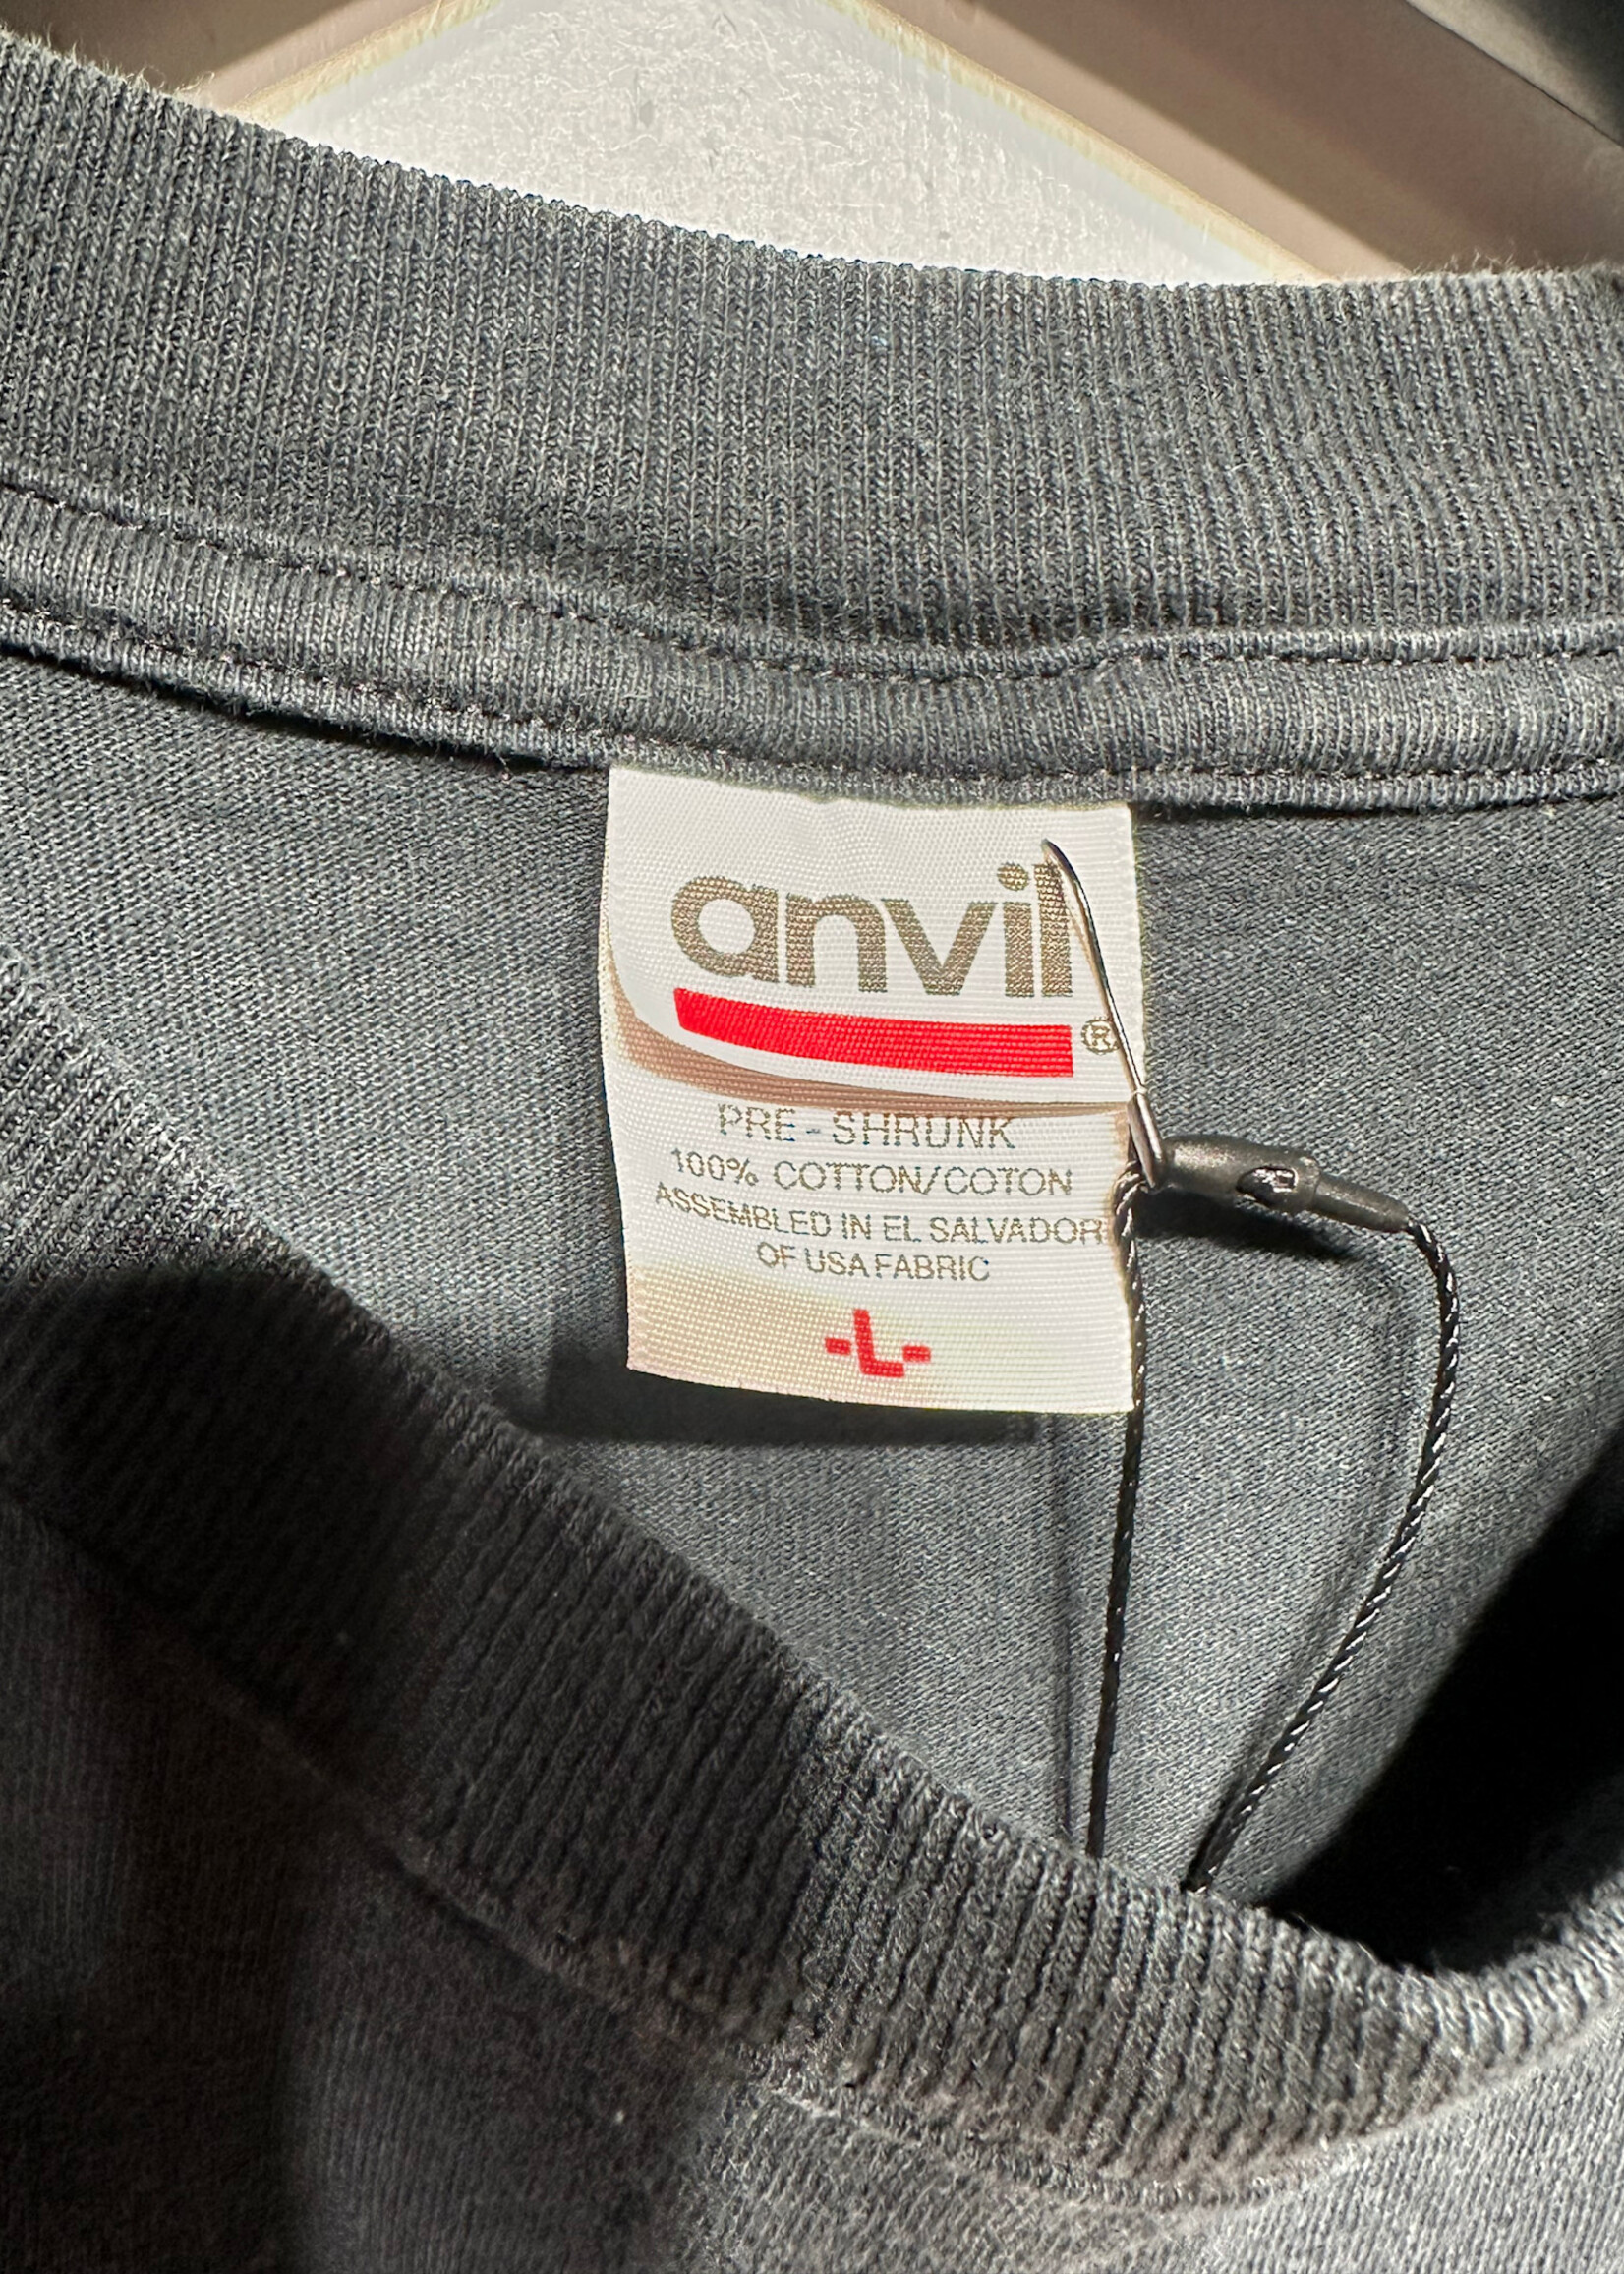 anvil
®
PRE-SHRUNK
100% COTTON/COTON
ASSEMBLED IN EL SALVADOR
OF USA FABRIC
-L-